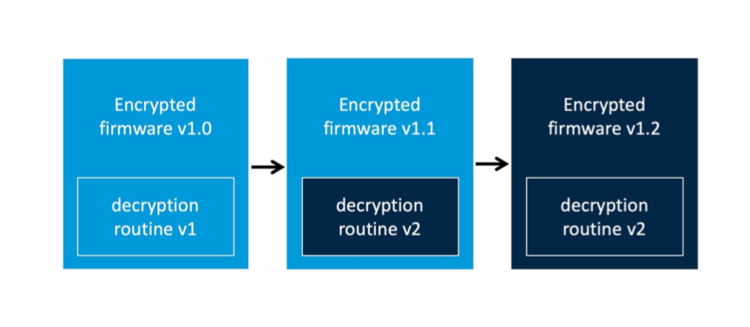 Encrypted
firmware v1.0
decryption
routine v1
Encrypted
firmware v1.1
decryption
routine v2
Encrypted
firmware v1.2
decryption
routine v2